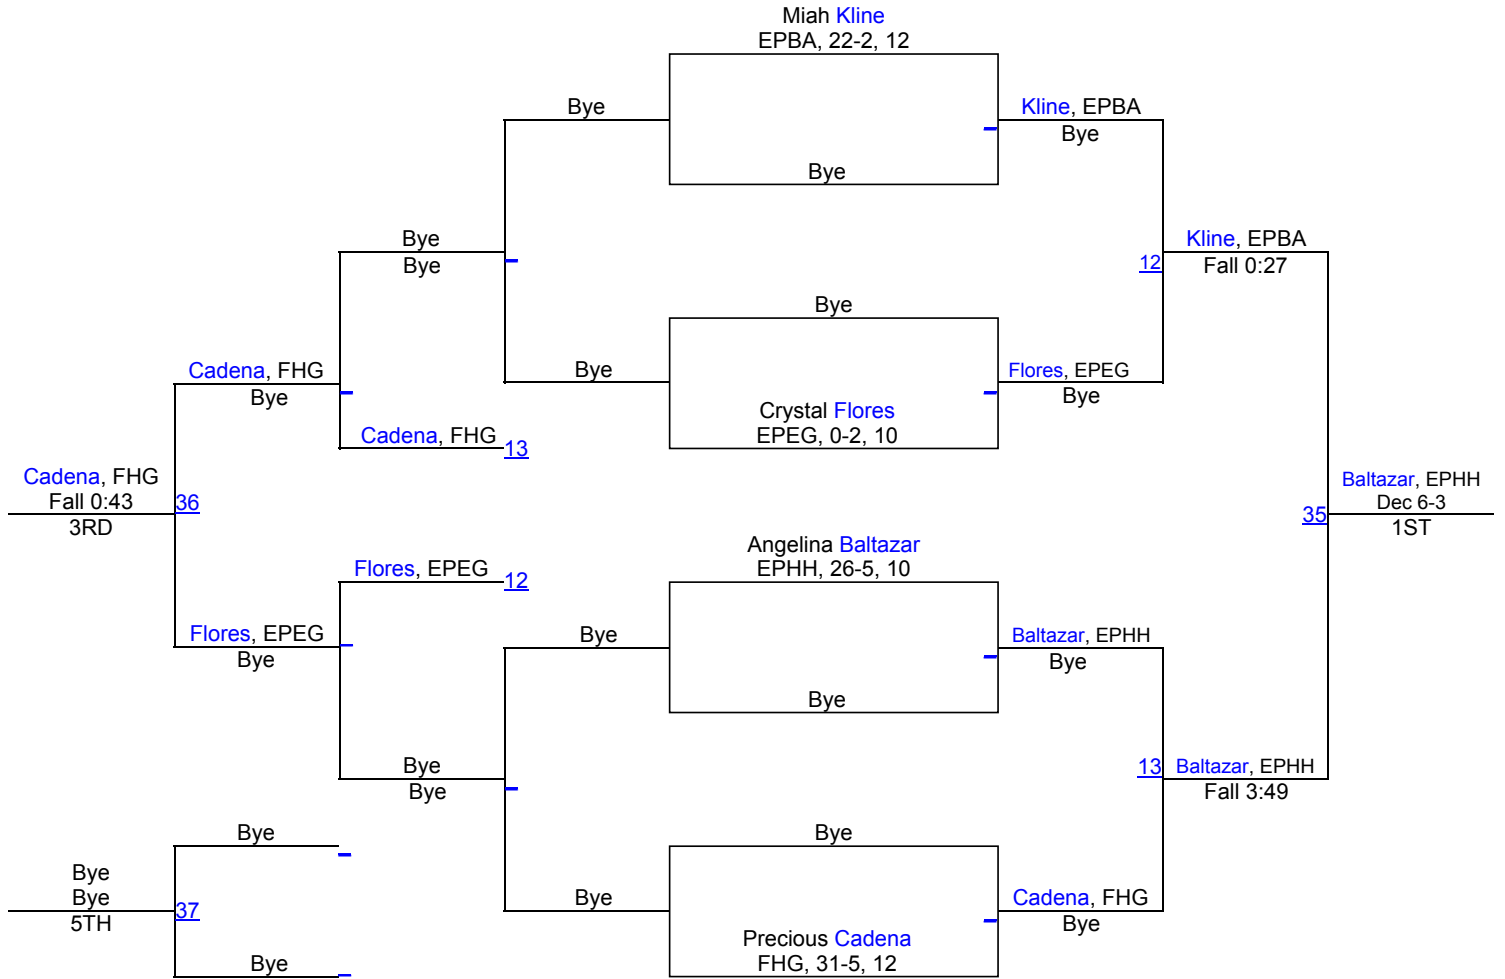 Miah Kline
EPBA, 22-2, 12
Bye
Kline, EPBA
Bye
Bye
Bye
Bye
Kline, EPBA
12
Fall 0:27
Bye
Cadena, FHG
Bye
Bye
Flores, EPEG
Bye
Crystal Flores
EPEG, 0-2, 10
Cadena, FHG
13
Cadena, FHG
Fall 0:43
36
3RD
Baltazar, EPHH
Dec 6-3
35
1ST
Angelina Baltazar
EPHH, 26-5, 10
Flores, EPEG
12
Flores, EPEG
Bye
Bye
Baltazar, EPHH
Bye
Bye
Bye
Bye
13
Baltazar, EPHH
Fall 3:49
Bye
Bye
Bye
Bye
37
5TH
Bye
Cadena, FHG
Bye
Precious Cadena
FHG, 31-5, 12
Bye